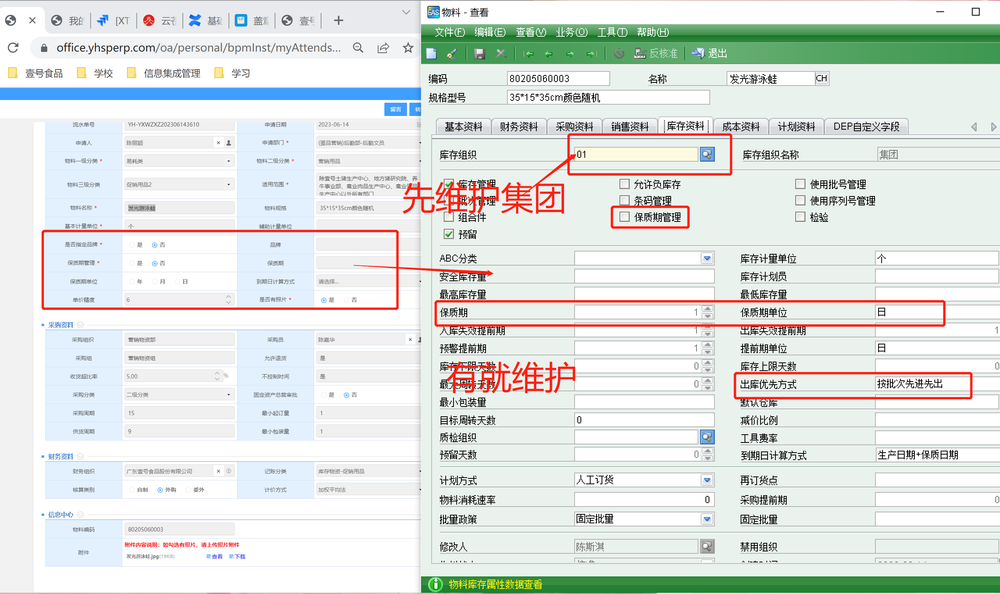 我的
[XT
云苍
基础
盖章
壹号
office.yhsperp.com/oa/personal/bpmInst/myAttends...
壹号食品 学校 信息集成管理 学习
留言 转
流水单号 YH-YXWZXZ202306143610 申请日期 2023-06-14
申请人 陈丽颖 申请部门 * (蛋品营销)后勤部-后勤文员
物料一级分类 * 易耗类 物料二级分类 * 营销用品
物料三级分类 促销用品2 适用范围 * 除壹号土猪生产中心、地方猪研究院、养
牛事业部、禽业肉品生产中心、禽业蛋品
生产中心以外所有部门
物料名称 * 发光游泳蛙 物料规格 35*15*35cm颜色随机
基本计量单位 * 个 辅助计量单位
是否指定品牌 * 是 否 品牌
保质期管理 * 是 否 保质期
保质期单位 年 月 日 到期日计算方式 请选择...
单价精度 6 是否有照片 * 是 否
采购资料
采购组织 营销物资部 采购员 陈嘉华
采购组 营销物资组 允许退货 是
收货超比率 5.00 % 不控制时间 是
采购分类 二级分类 固定资产总裁审批 是 否
采购周期 15 最小起订量 1
供货周期 9 最小包装量 1
财务资料
财务组织 广东壹号食品股份有限公司 记账分类 库存物资-促销用品
核算类别 自制 外购 委外 计价方式 加权平均法
信息中心
物料编码 80205060003
附件 附件内容说明：如勾选有照片，请上传照片附件
发光游泳蛙.jpg(19KB) 查看 下载
EAS 物料 - 查看
文件(F) 编辑(E) 查看(V) 业务(O) 工具(T) 帮助(H)
反核准 退出
编码 80205060003 名称 发光游泳蛙 CH
规格型号 35*15*35cm颜色随机
基本资料 财务资料 采购资料 销售资料 库存资料 成本资料 计划资料 DEP自定义字段
库存组织 01 库存组织名称 集团
库存管理 允许负库存 使用批号管理
批次管理 条码管理 使用序列号管理
先维护集团
组合件 保质期管理 检验
预留
ABC分类 库存计量单位 个
安全库存量 库存计划员
最高库存量 最低库存量
保质期 1 保质期单位 日
入库失效提前期 1 出库失效提前期 1
预警提前期 1 提前期单位 日
库存下限天数 0 库存上限天数 0
有就维护
最大周转天数 0 出库优先方式 按批次先进先出
最小包装量 默认仓库
目标周转天数 0 减价比例
质检组织 工具费率
预留天数 0 到期日计算方式 生产日期+保质日期
计划方式 人工订货 再订货点
物料消耗速率 0 采购提前期 0
批量政策 固定批量 固定批量
修改人 陈斯淇 禁用组织
物料库存属性数据查看